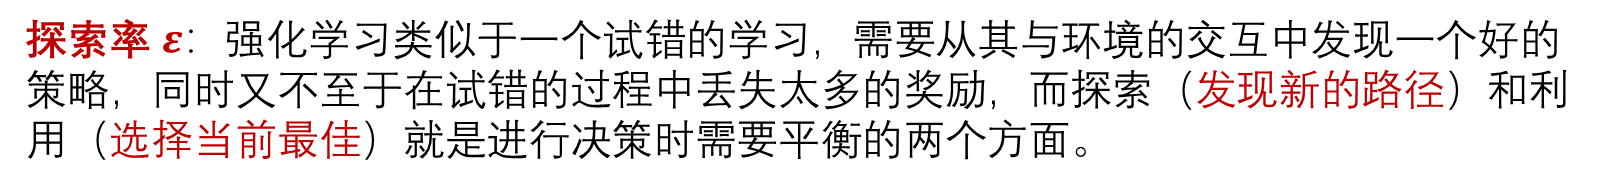 探索率 ε：强化学习类似于一个试错的学习，需要从其与环境的交互中发现一个好的
策略，同时又不至于在试错的过程中丢失太多的奖励，而探索（发现新的路径）和利
用（选择当前最佳）就是进行决策时需要平衡的两个方面。